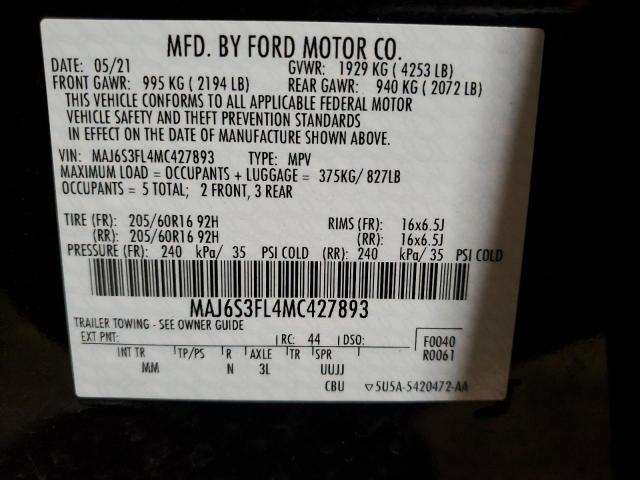 MFD. BY FORD MOTOR CO.
DATE: 05/21 GVWR: 1929 KG ( 4253 LB)
FRONT GAWR: 995 KG ( 2194 LB) REAR GAWR: 940 KG ( 2072 LB)
THIS VEHICLE CONFORMS TO ALL APPLICABLE FEDERAL MOTOR
VEHICLE SAFETY AND THEFT PREVENTION STANDARDS
IN EFFECT ON THE DATE OF MANUFACTURE SHOWN ABOVE.
VIN: MAJ6S3FL4MC427893 TYPE: MPV
MAXIMUM LOAD = OCCUPANTS + LUGGAGE = 375KG/ 827LB
OCCUPANTS = 5 TOTAL; 2 FRONT, 3 REAR
TIRE (FR): 205/60R16 92H RIMS (FR): 16x6.5J
(RR): 205/60R16 92H (RR): 16x6.5J
PRESSURE (FR): 240 kPa/ 35 PSI COLD (RR): 240 kPa/ 35 PSI COLD
MAJ6S3FL4MC427893
TRAILER TOWING - SEE OWNER GUIDE
EXT PNT: RC: 44 DSO: F0040
INT TR TP/PS R AXLE TR SPR R0061
MM N 3L UUJJ
CBU ▽5U5A-5420472-AA